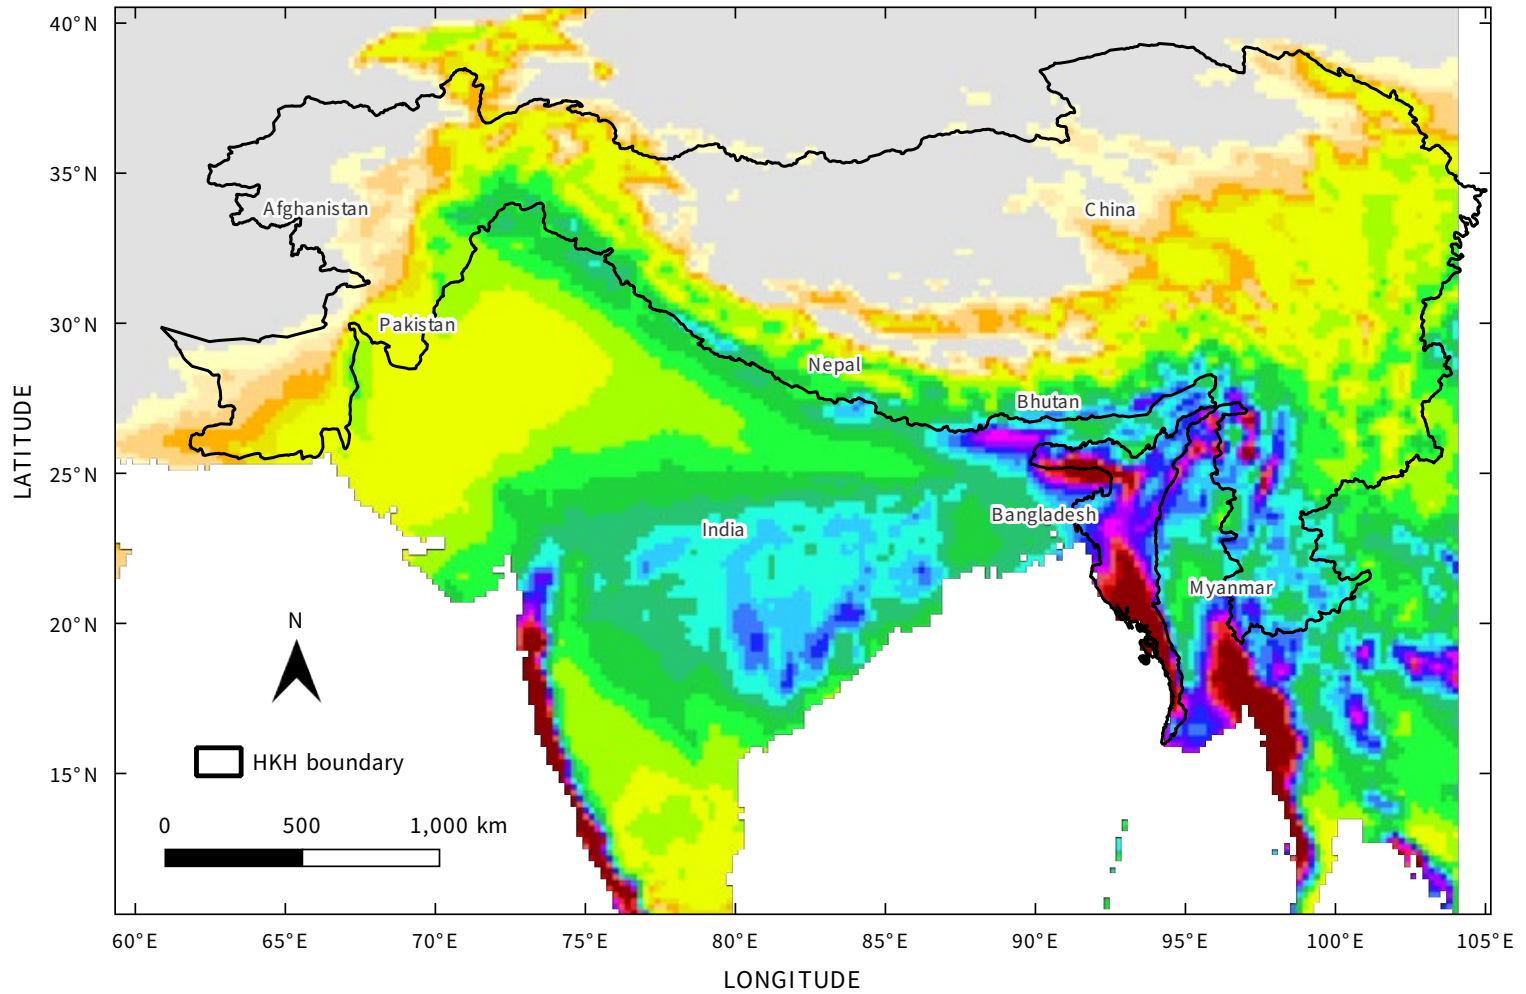 40°N
35°N
30°N
25°N
20°N
15°N
LATITUDE
Afghanistan
China
Pakistan
Nepal
Bhutan
India
Bangladesh
Myanmar
N
HKH boundary
0 500 1,000 km
60°E 65°E 70°E 75°E 80°E 85°E 90°E 95°E 100°E 105°E
LONGITUDE